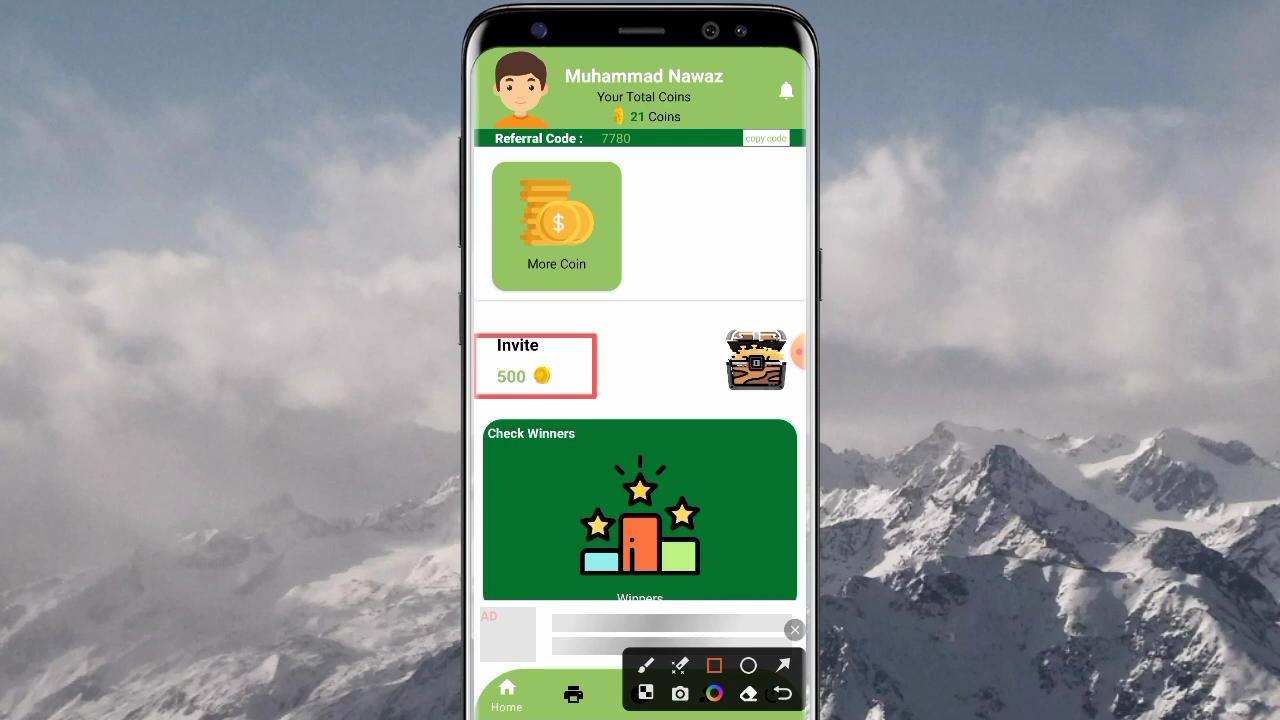 Muhammad Nawaz
Your Total Coins
21 Coins
Referral Code : 7780 copy code
More Coin
Invite
500
Check Winners
Winners
AD
Home